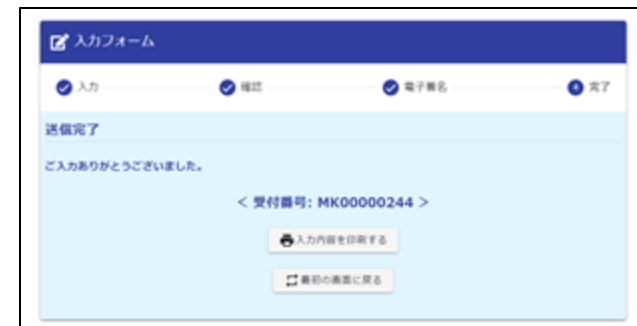 入力フォーム
入力 確認 電子署名 4 完了
送信完了
ご入力ありがとうございました。
< 受付番号: MK00000244 >
入力内容を印刷する
最初の画面に戻る